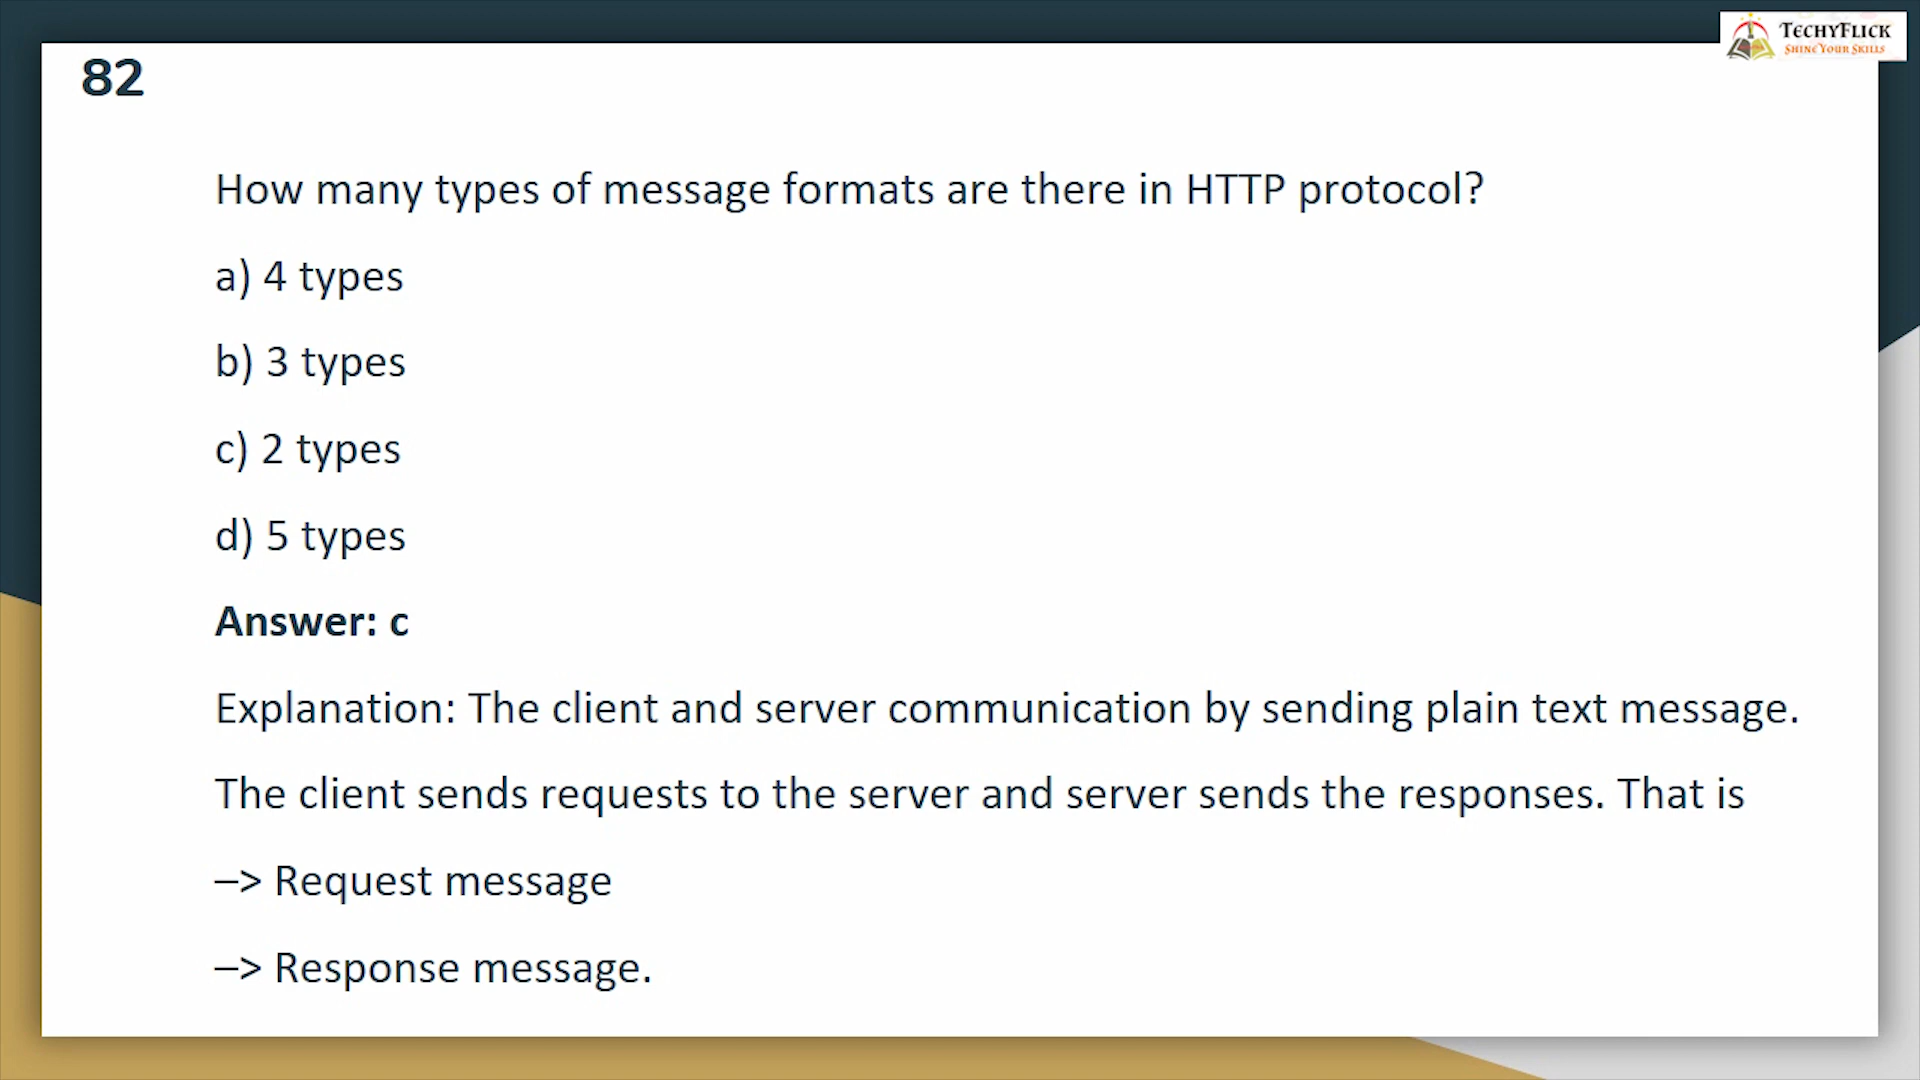 TECHYFLICK
SHINE YOUR SKILLS
82
How many types of message formats are there in HTTP protocol?
a) 4 types
b) 3 types
c) 2 types
d) 5 types
Answer: c
Explanation: The client and server communication by sending plain text message.
The client sends requests to the server and server sends the responses. That is
–> Request message
–> Response message.